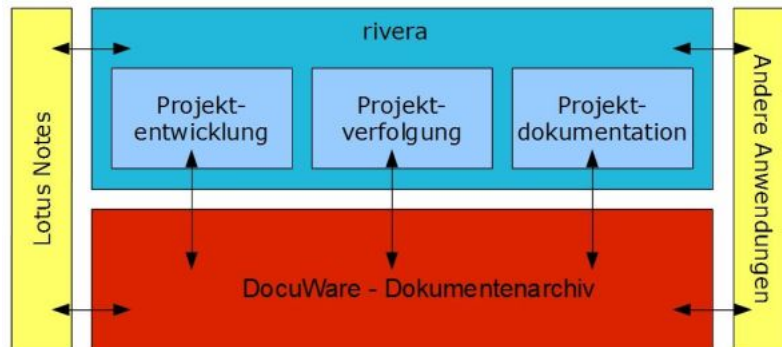 rivera
Projekt-
entwicklung
Projekt-
verfolgung
Projekt-
dokumentation
Lotus Notes
Andere Anwendungen
DocuWare - Dokumentenarchiv